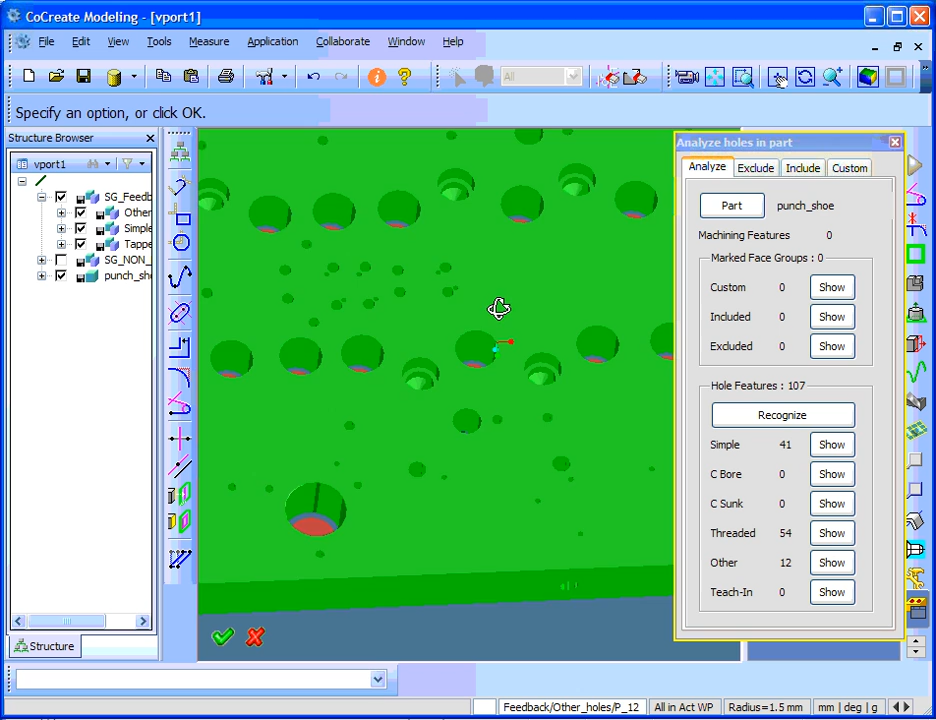 CoCreate Modeling - [vport1]
File Edit View Tools Measure Application Collaborate Window Help
All
Specify an option, or click OK.
Structure Browser
vport1
SG_Feedb
Other
Simple
Tappe
SG_NON_
punch_sho
Structure
Analyze holes in part
Analyze Exclude Include Custom
Part punch_shoe
Machining Features 0
Marked Face Groups : 0
Custom 0 Show
Included 0 Show
Excluded 0 Show
Hole Features : 107
Recognize
Simple 41 Show
C Bore 0 Show
C Sunk 0 Show
Threaded 54 Show
Other 12 Show
Teach-In 0 Show
Feedback/Other_holes/P_12 All in Act WP Radius=1.5 mm mm | deg | g